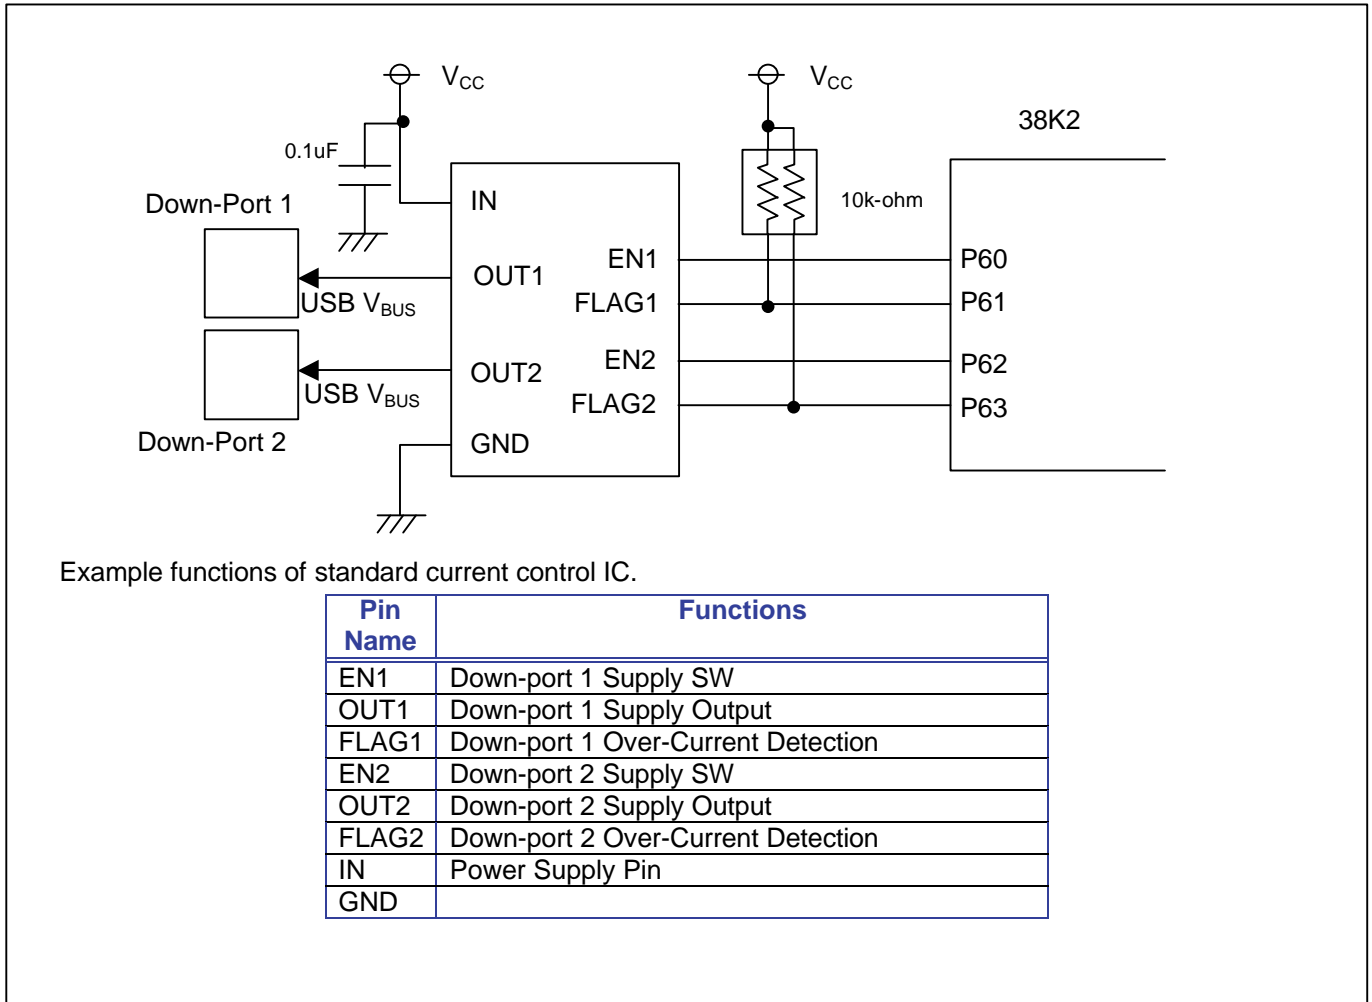 V_CC
V_CC
38K2
0.1uF
10k-ohm
Down-Port 1
IN
OUT1
USB V_BUS
EN1
P60
FLAG1
P61
OUT2
USB V_BUS
EN2
P62
FLAG2
P63
Down-Port 2
GND
Example functions of standard current control IC.
Pin Name Functions
EN1 Down-port 1 Supply SW
OUT1 Down-port 1 Supply Output
FLAG1 Down-port 1 Over-Current Detection
EN2 Down-port 2 Supply SW
OUT2 Down-port 2 Supply Output
FLAG2 Down-port 2 Over-Current Detection
IN Power Supply Pin
GND